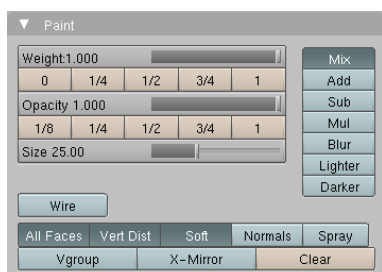 Paint
Weight:1.000
0 1/4 1/2 3/4 1
Opacity 1.000
1/8 1/4 1/2 3/4 1
Size 25.00
Mix
Add
Sub
Mul
Blur
Lighter
Darker
Wire
All Faces Vert Dist Soft Normals Spray
Vgroup X-Mirror Clear